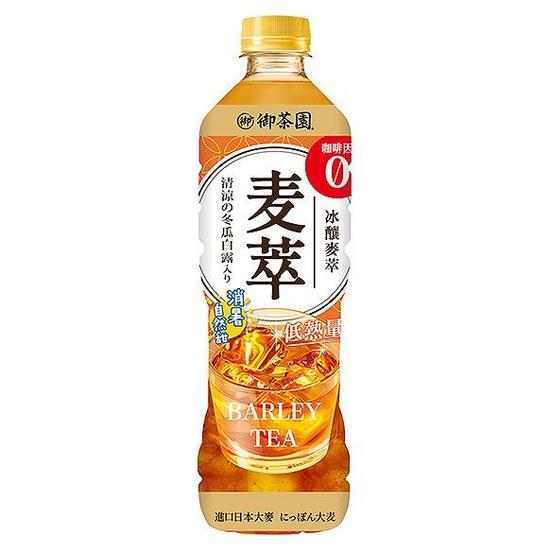 御 御茶園
咖啡因
0
麦萃
冰釀麥萃
清涼の冬瓜白露入り
消暑
自然甜
低熱量
BARLEY
TEA
進口日本大麥 にっぽん大麦